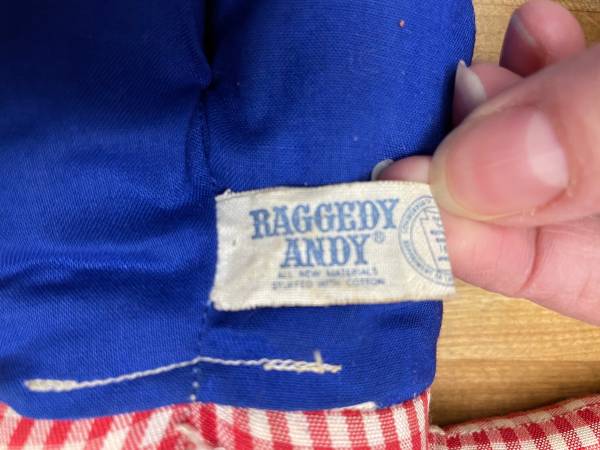 RAGGEDY
ANDY®
ALL NEW MATERIALS
STUFFED WITH COTTON